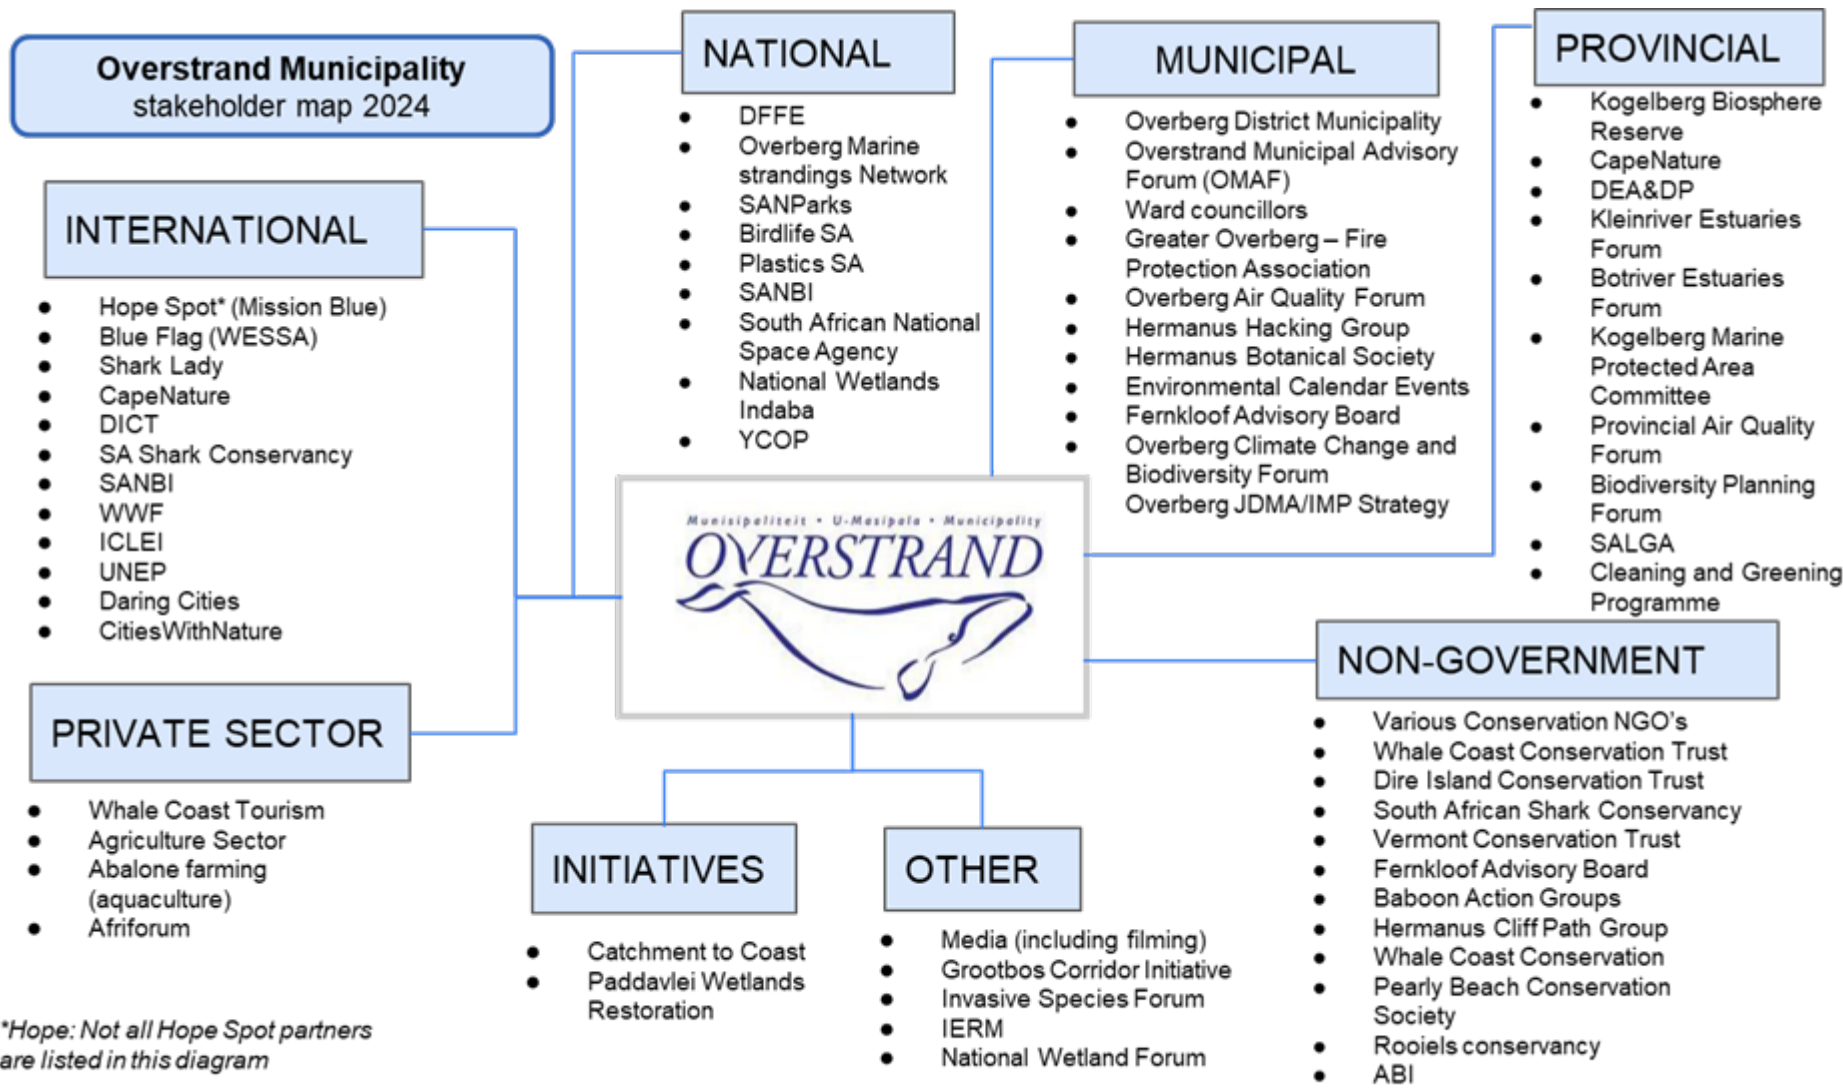 Overstrand Municipality
stakeholder map 2024
INTERNATIONAL
● Hope Spot* (Mission Blue)
● Blue Flag (WESSA)
● Shark Lady
● CapeNature
● DICT
● SA Shark Conservancy
● SANBI
● WWF
● ICLEI
● UNEP
● Daring Cities
● CitiesWithNature
PRIVATE SECTOR
● Whale Coast Tourism
● Agriculture Sector
● Abalone farming
(aquaculture)
● Afriforum
*Hope: Not all Hope Spot partners
are listed in this diagram
NATIONAL
● DFFE
● Overberg Marine
strandings Network
● SANParks
● Birdlife SA
● Plastics SA
● SANBI
● South African National
Space Agency
● National Wetlands
Indaba
● YCOP
MUNICIPAL
● Overberg District Municipality
● Overstrand Municipal Advisory
Forum (OMAF)
● Ward councillors
● Greater Overberg – Fire
Protection Association
● Overberg Air Quality Forum
● Hermanus Hacking Group
● Hermanus Botanical Society
● Environmental Calendar Events
● Fernkloof Advisory Board
● Overberg Climate Change and
Biodiversity Forum
Overberg JDMA/IMP Strategy
PROVINCIAL
● Kogelberg Biosphere
Reserve
● CapeNature
● DEA&DP
● Kleinriver Estuaries
Forum
● Botriver Estuaries
Forum
● Kogelberg Marine
Protected Area
Committee
● Provincial Air Quality
Forum
● Biodiversity Planning
Forum
● SALGA
● Cleaning and Greening
Programme
Munisipaliteit • U-Masipala • Municipality
OVERSTRAND
INITIATIVES
● Catchment to Coast
● Paddavlei Wetlands
Restoration
OTHER
● Media (including filming)
● Grootbos Corridor Initiative
● Invasive Species Forum
● IERM
● National Wetland Forum
NON-GOVERNMENT
● Various Conservation NGO's
● Whale Coast Conservation Trust
● Dire Island Conservation Trust
● South African Shark Conservancy
● Vermont Conservation Trust
● Fernkloof Advisory Board
● Baboon Action Groups
● Hermanus Cliff Path Group
● Whale Coast Conservation
● Pearly Beach Conservation
Society
● Rooiels conservancy
● ABI